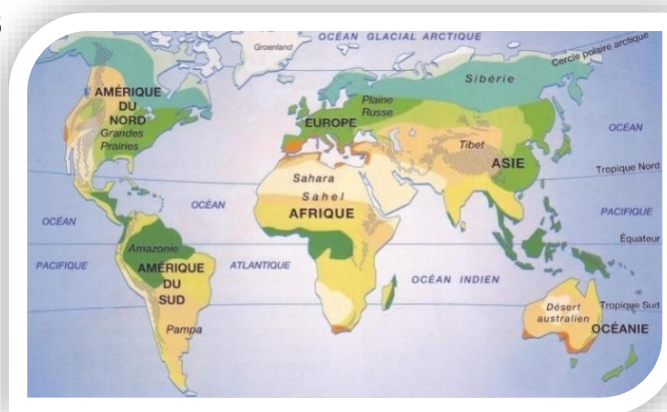 OCÉAN GLACIAL ARCTIQUE
Groenland
Cercle polaire arctique
Sibérie
AMÉRIQUE
DU
NORD
Grandes
Prairies
EUROPE
Plaine
Russe
Tibet
ASIE
OCÉAN
PACIFIQUE
Tropique Nord
Sahara
Sahel
AFRIQUE
OCÉAN
PACIFIQUE
OCÉAN
ATLANTIQUE
Équateur
Amazonie
AMÉRIQUE
DU
SUD
Pampa
OCÉAN INDIEN
Tropique Sud
Désert
australien
OCÉANIE